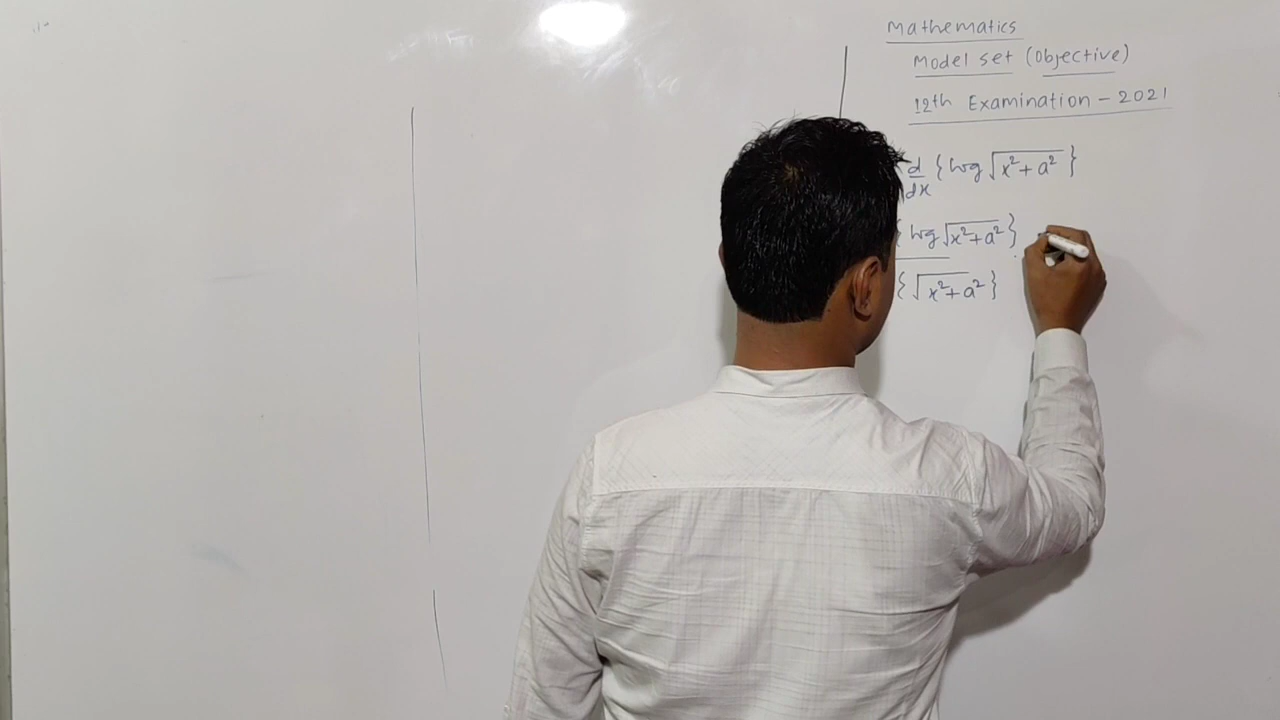 Mathematics
Model set (Objective)
12th Examination - 2021
d/dx { log √x²+a² }
{ log √x²+a² }
{ √x²+a² }